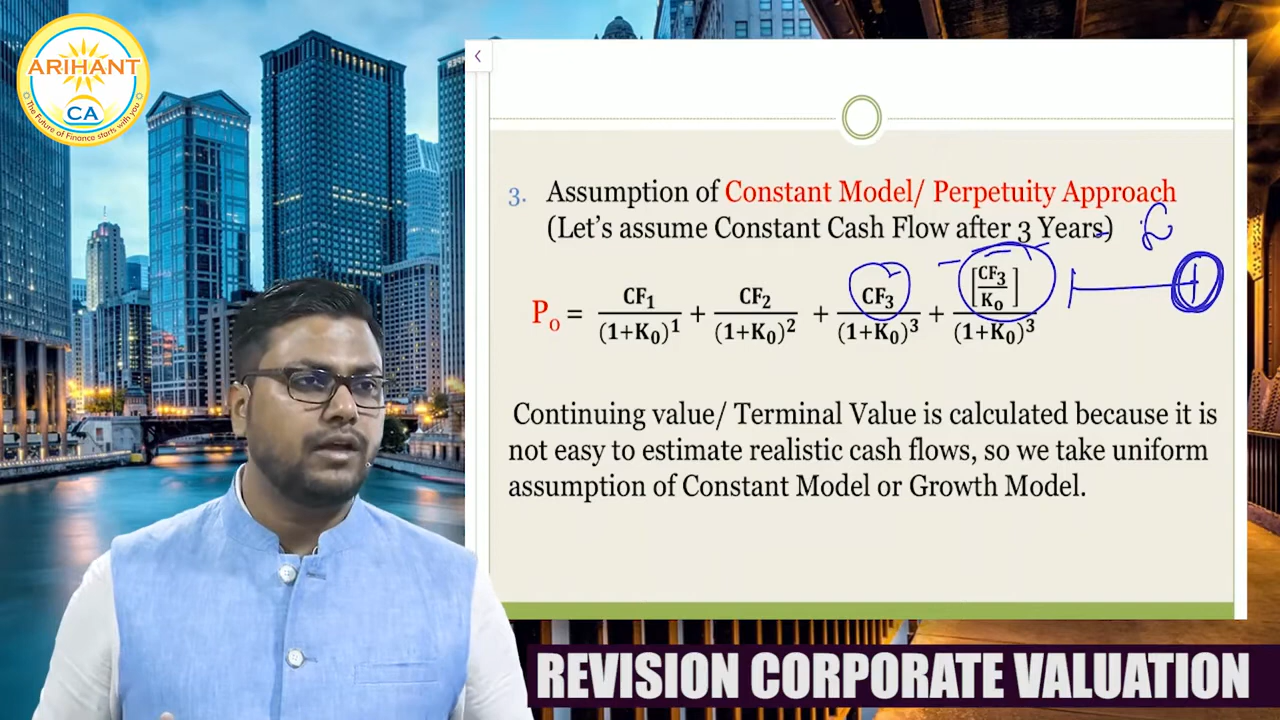 ARIHANT
CA
The Future of Finance starts with you
3. Assumption of Constant Model/ Perpetuity Approach
(Let's assume Constant Cash Flow after 3 Years)
P₀ = CF₁/(1+K₀)¹ + CF₂/(1+K₀)² + CF₃/(1+K₀)³ + [CF₃/K₀]/(1+K₀)³
Continuing value/ Terminal Value is calculated because it is
not easy to estimate realistic cash flows, so we take uniform
assumption of Constant Model or Growth Model.
REVISION CORPORATE VALUATION